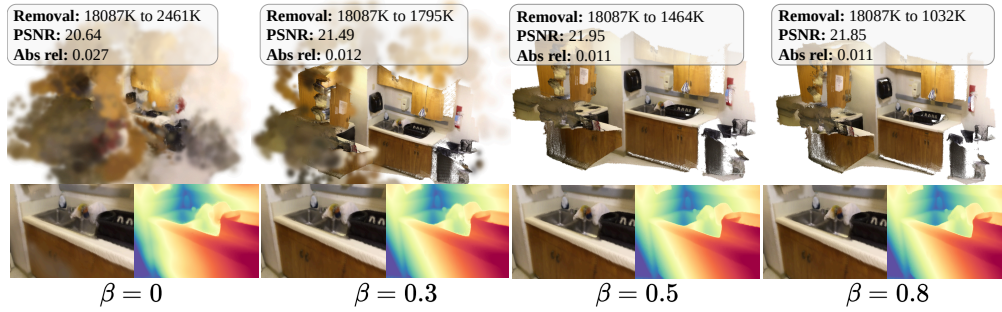 Removal: 18087K to 2461K
PSNR: 20.64
Abs rel: 0.027
Removal: 18087K to 1795K
PSNR: 21.49
Abs rel: 0.012
Removal: 18087K to 1464K
PSNR: 21.95
Abs rel: 0.011
Removal: 18087K to 1032K
PSNR: 21.85
Abs rel: 0.011
β = 0
β = 0.3
β = 0.5
β = 0.8